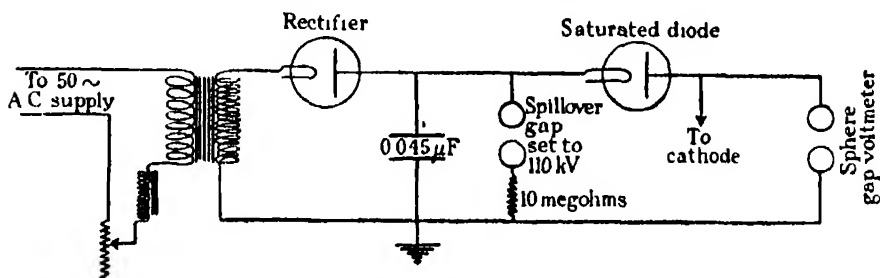 Rectifier
Saturated diode
To 50 ~
A C supply
0 045 μF
Spillover
gap
set to
110 kV
10 megohms
To
cathode
Sphere
gap voltmeter